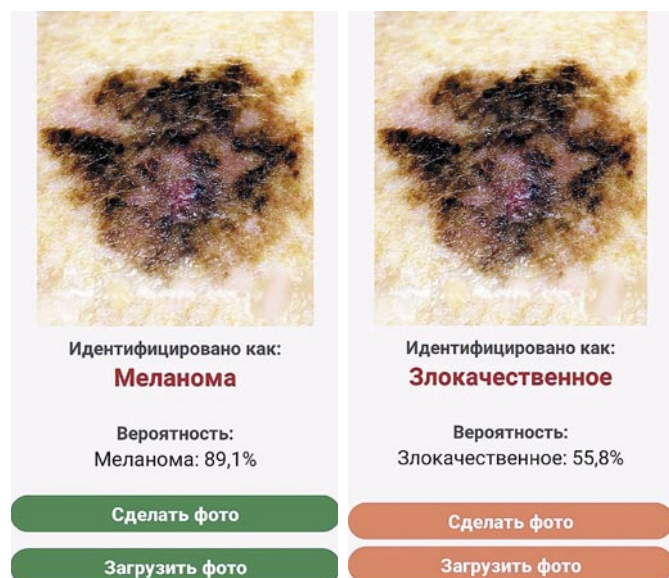 Идентифицировано как:
Меланома
Вероятность:
Меланома: 89,1%
Сделать фото
Загрузить фото
Идентифицировано как:
Злокачественное
Вероятность:
Злокачественное: 55,8%
Сделать фото
Загрузить фото